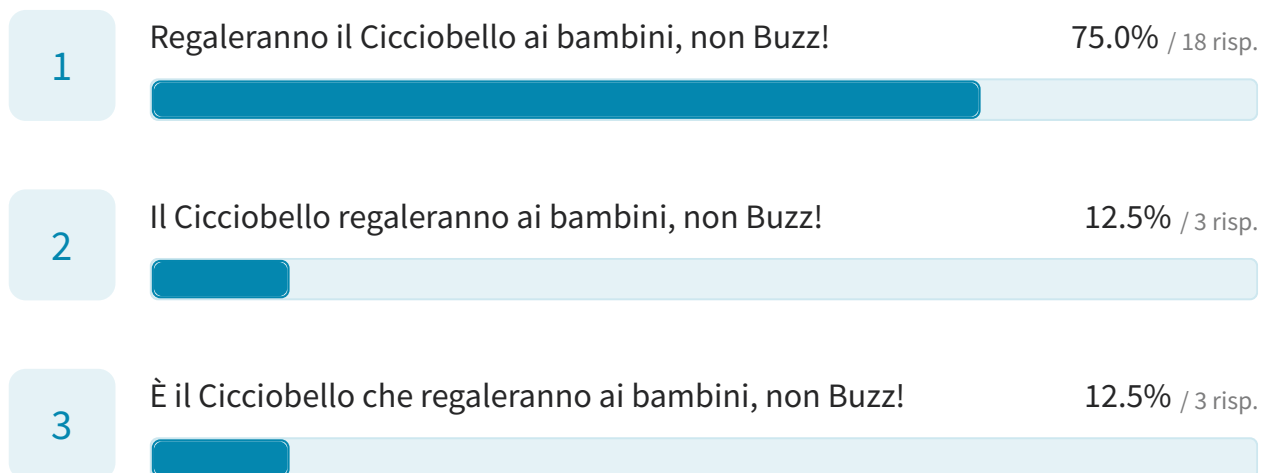 1
Regaleranno il Cicciobello ai bambini, non Buzz!
75.0% / 18 risp.
2
Il Cicciobello regaleranno ai bambini, non Buzz!
12.5% / 3 risp.
3
È il Cicciobello che regaleranno ai bambini, non Buzz!
12.5% / 3 risp.